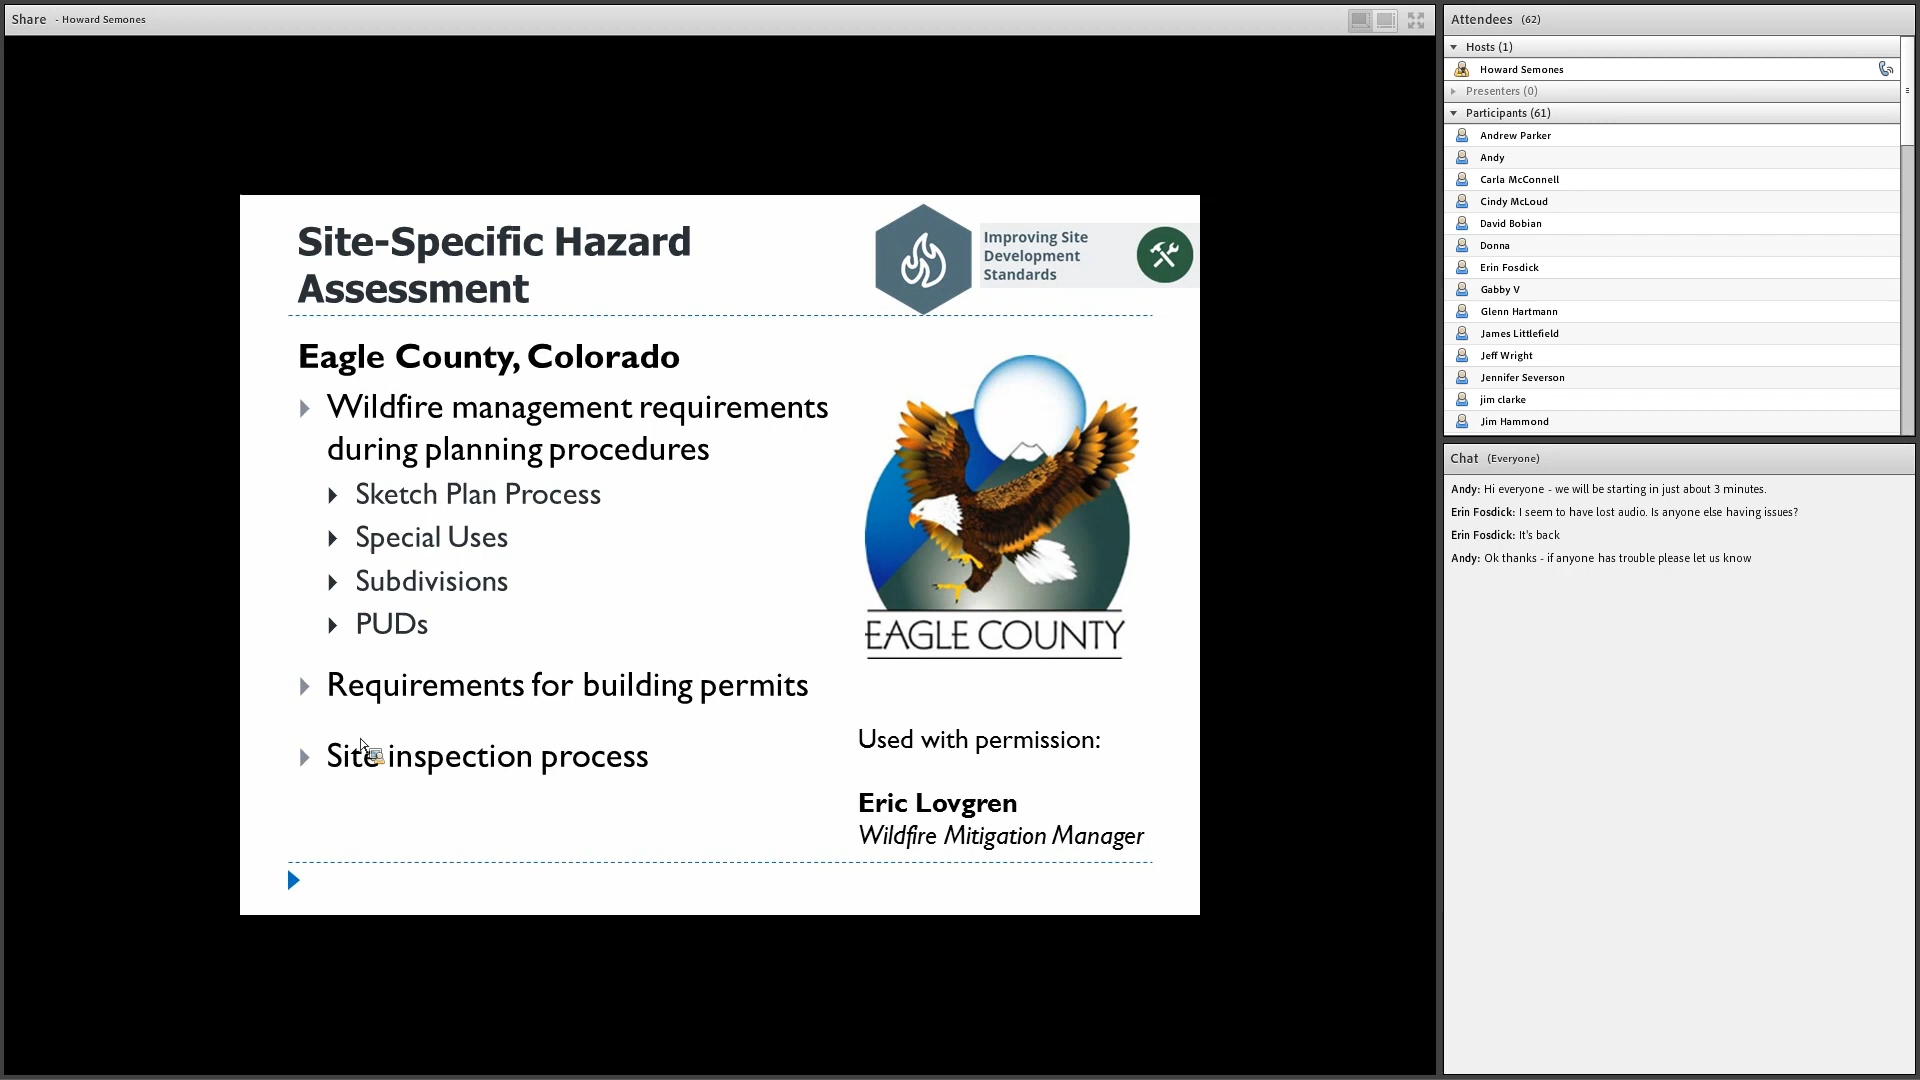 Share - Howard Semones
Site-Specific Hazard
Assessment
Improving Site
Development
Standards
Eagle County, Colorado
Wildfire management requirements
during planning procedures
Sketch Plan Process
Special Uses
Subdivisions
PUDs
Requirements for building permits
Site inspection process
EAGLE COUNTY
Used with permission:
Eric Lovgren
Wildfire Mitigation Manager
Attendees (62)
Hosts (1)
Howard Semones
Presenters (0)
Participants (61)
Andrew Parker
Andy
Carla McConnell
Cindy McLoud
David Bobian
Donna
Erin Fosdick
Gabby V
Glenn Hartmann
James Littlefield
Jeff Wright
Jennifer Severson
jim clarke
Jim Hammond
Chat (Everyone)
Andy: Hi everyone - we will be starting in just about 3 minutes.
Erin Fosdick: I seem to have lost audio. Is anyone else having issues?
Erin Fosdick: It's back
Andy: Ok thanks - if anyone has trouble please let us know